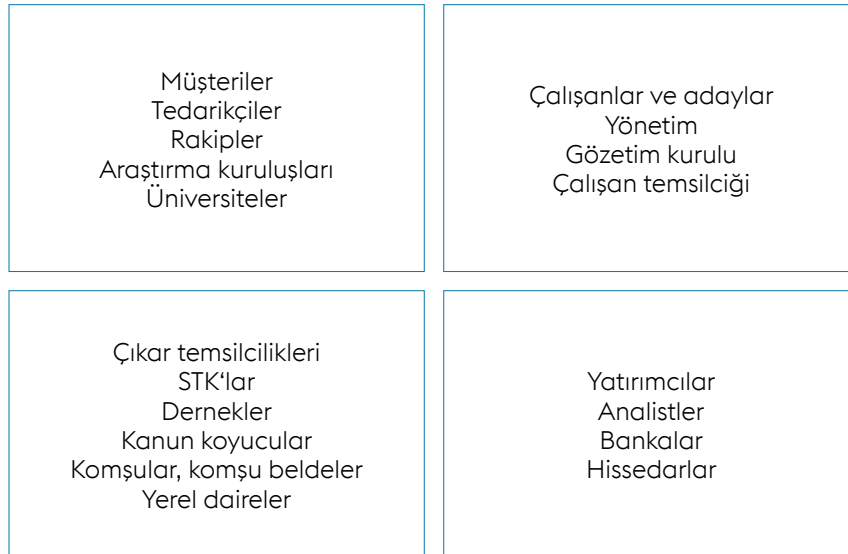 Müşteriler
Tedarikçiler
Rakipler
Araştırma kuruluşları
Üniversiteler
Çalışanlar ve adaylar
Yönetim
Gözetim kurulu
Çalışan temsilciği
Çıkar temsilcilikleri
STK‘lar
Dernekler
Kanun koyucular
Komşular, komşu beldeler
Yerel daireler
Yatırımcılar
Analistler
Bankalar
Hissedarlar